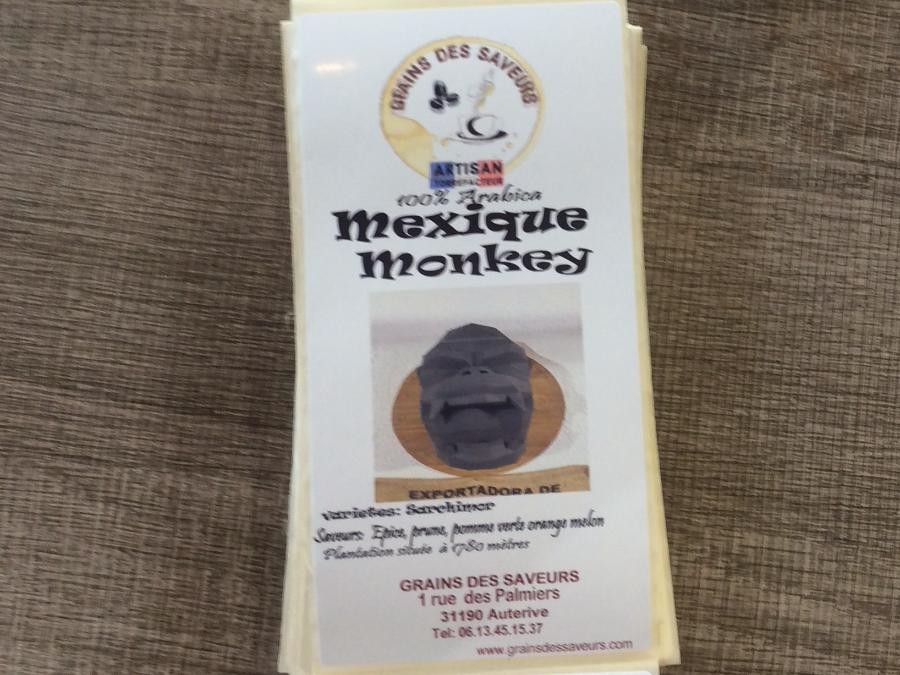 GRAINS DES SAVEURS
ARTISAN
TORREFACTEUR
100% Arabica
Mexique
Monkey
EXPORTADORA DE
varietes: Sarchimor
Saveurs: Epice, prune, pomme verte orange melon
Plantation située à 1780 mètres
GRAINS DES SAVEURS
1 rue des Palmiers
31190 Auterive
Tel: 06.13.45.15.37
www.grainsdessaveurs.com